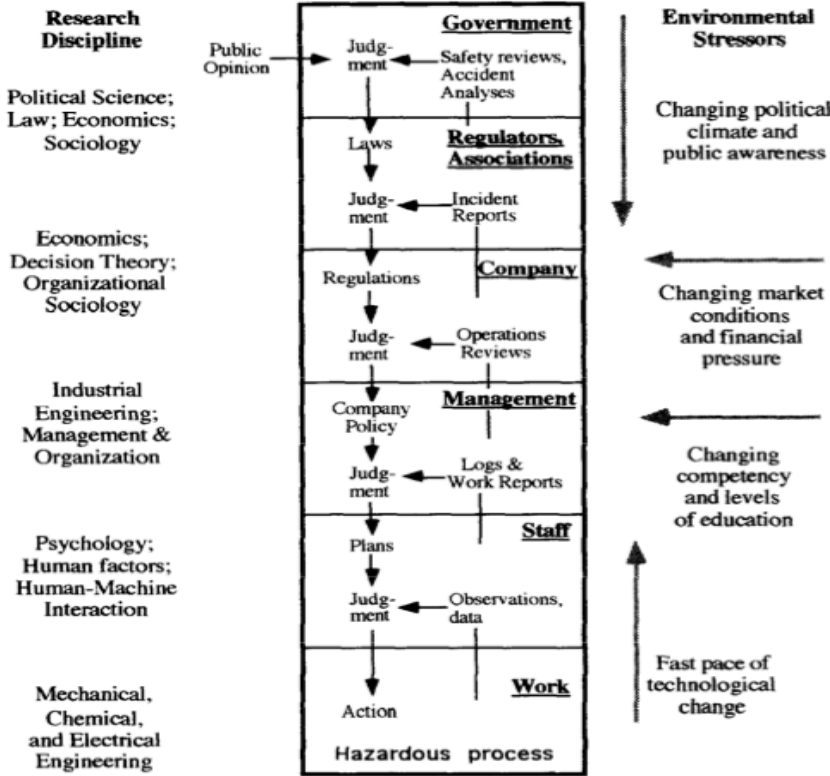 Research
Discipline
Political Science;
Law; Economics;
Sociology
Economics;
Decision Theory;
Organizational
Sociology
Industrial
Engineering;
Management &
Organization
Psychology;
Human factors;
Human-Machine
Interaction
Mechanical,
Chemical,
and Electrical
Engineering
Public
Opinion
Government
Judg-
ment
Safety reviews,
Accident
Analyses
Laws
Regulators,
Associations
Judg-
ment
Incident
Reports
Company
Regulations
Judg-
ment
Operations
Reviews
Management
Company
Policy
Judg-
ment
Logs &
Work Reports
Staff
Plans
Judg-
ment
Observations,
data
Work
Action
Hazardous process
Environmental
Stressors
Changing political
climate and
public awareness
Changing market
conditions
and financial
pressure
Changing
competency
and levels
of education
Fast pace of
technological
change